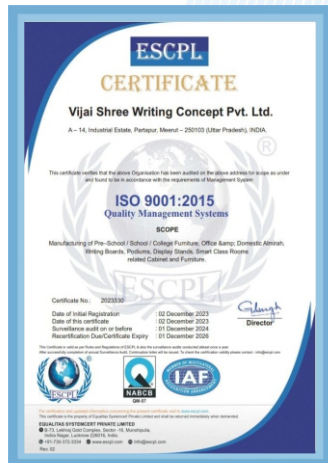 ESCPL
CERTIFICATE
Vijai Shree Writing Concept Pvt. Ltd.
A – 14, Industrial Estate, Partapur, Meerut – 250103 (Uttar Pradesh), INDIA.
This certificate verifies that the above Organisation has been audited on the above address for scope as under
and found to be in accordance with the requirements of Management System
ISO 9001:2015
Quality Management Systems
SCOPE
Manufacturing of Pre–School / School / College Furniture, Office &amp; Domestic Almirah,
Writing Boards, Podiums, Display Stands, Smart Class Rooms
related Cabinet and Furniture.
ESCPL
Certificate No.: 2023330
Date of Initial Registration : 02 December 2023
Date of this certificate : 02 December 2023
Surveillance audit on or before : 01 December 2024
Recertification Due/Certificate Expiry : 01 December 2026
Director
ESCPL
NABCB
IAF
EQUALITAS SYSTEMCERT PRIVATE LIMITED
Rev. 02